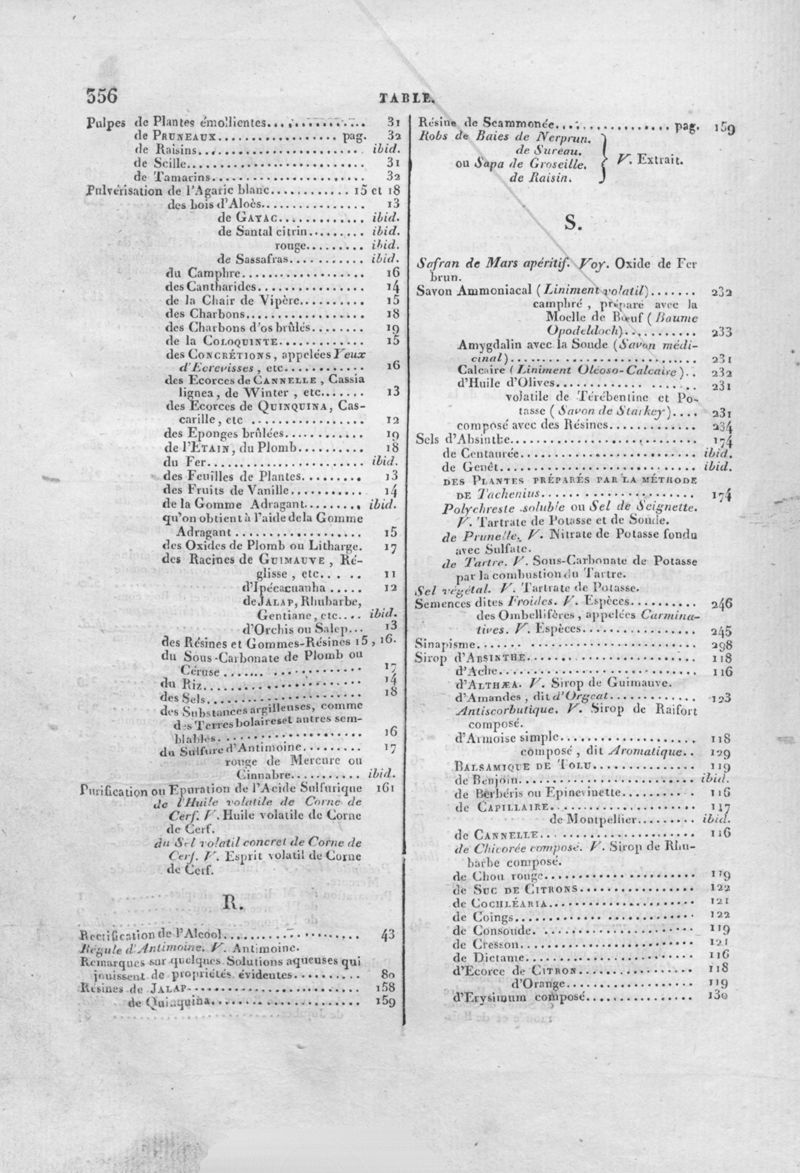 356 TABLE.
Pulpes de Plantes émollientes.............. 31
de PRUNEAUX.................. pag. 32
de Raisins....................... ibid.
de Scille........................... 31
de Tamarins....................... 32
Pulvérisation de l'Agaric blanc............ 15 et 18
des bois d'Aloès............... 13
de GAYAC............. ibid.
de Santal citrin......... ibid.
rouge......... ibid.
de Sassafras........... ibid.
du Camphre.................. 16
des Cantharides................ 14
de la Chair de Vipère.......... 15
des Charbons.................. 18
des Charbons d'os brûlés........ 19
de la COLOQUINTE............. 15
des CONCRÉTIONS, appelées Yeux
d'Ecrevisses, etc............ 16
des Ecorces de CANNELLE, Cassia
lignea, de Winter, etc....... 13
des Ecorces de QUINQUINA, Cas-
carille, etc ................. 12
des Eponges brûlées............ 19
de l'ETAIN, du Plomb.......... 18
du Fer........................ ibid.
des Feuilles de Plantes......... 13
des Fruits de Vanille........... 14
de la Gomme Adragant........ ibid.
qu'on obtient à l'aide de la Gomme
Adragant ................... 15
des Oxides de Plomb ou Litharge. 17
des Racines de GUIMAUVE, Ré-
glisse, etc..... 11
d'Ipécacuanha ..... 12
de JALAP, Rhubarbe,
Gentiane, etc.... ibid.
d'Orchis ou Salep... 13
des Résines et Gommes-Résines 15, 16.
du Sous-Carbonate de Plomb ou
Céruse .................... 17
du Riz....................... 14
des Sels...................... 18
des Substances argilleuses, comme
des Terres bolaires et autres sem-
blables..................... 16
du Sulfure d'Antimoine......... 17
rouge de Mercure ou
Cinnabre.......... ibid.
Purification ou Epuration de l'Acide Sulfurique 161
de l'Huile volatile de Corne de
Cerf. V. Huile volatile de Corne
de Cerf.
du Sel volatil concret de Corne de
Cerf. V. Esprit volatil de Corne
de Cerf.
R.
Rectification de l'Alcool.................... 43
Régule d'Antimoine. V. Antimoine.
Remarques sur quelques Solutions aqueuses qui
jouissent de propriétés évidentes.......... 80
Résines de JALAP........................... 158
de Quinquina....................... 159
Résine de Scammonée................. pag. 159
Robs de Baies de Nerprun.
de Sureau.
ou Sapa de Groseille. } V. Extrait.
de Raisin.
S.
Safran de Mars apéritif. Voy. Oxide de Fer
brun.
Savon Ammoniacal (Liniment volatil)....... 232
camphré, préparé avec la
Moelle de Bœuf (Baume
Opodeldoch)........... 233
Amygdalin avec la Soude (Savon médi-
cinal)............................ 231
Calcaire (Liniment Oleoso-Calcaire).. 232
d'Huile d'Olives..................... 231
volatile de Térébentine et Po-
tasse (Savon de Starkey).... 231
composé avec des Résines............. 234
Sels d'Absinthe............................. 174
de Centaurée.......................... ibid.
de Genêt............................. ibid.
DES PLANTES PRÉPARÉS PAR LA MÉTHODE
DE Tachenius....................... 174
Polychreste soluble ou Sel de Seignette.
V. Tartrate de Potasse et de Soude.
de Prunelle. V. Nitrate de Potasse fondu
avec Sulfate.
de Tartre. V. Sous-Carbonate de Potasse
par la combustion du Tartre.
Sel végétal. V. Tartrate de Potasse.
Semences dites Froides. V. Espèces.......... 246
des Ombellifères, appelées Carmina-
tives. V. Espèces................ 245
Sinapisme.................................. 298
Sirop d'ABSINTHE.......................... 118
d'Ache............................... 116
d'ALTHÆA. V. Sirop de Guimauve.
d'Amandes, dit d'Orgeat............. 123
Antiscorbutique. V. Sirop de Raifort
composé.
d'Armoise simple..................... 118
composé, dit Aromatique.. 129
BALSAMIQUE DE TOLU............... 119
de Benjoin........................... ibid.
de Berbéris ou Epinevinette........... 116
de CAPILLAIRE...................... 117
de Montpellier......... ibid.
de CANNELLE........................ 116
de Chicorée composé. V. Sirop de Rhu-
barbe composé.
de Chou rouge....................... 119
de SUC DE CITRONS................. 122
de COCHLÉARIA..................... 121
de Coings............................ 122
de Consoude......................... 119
de Cresson........................... 121
de Dictame.......................... 116
d'Ecorce de CITRON................. 118
d'Orange................... 119
d'Erysimum composé................ 130